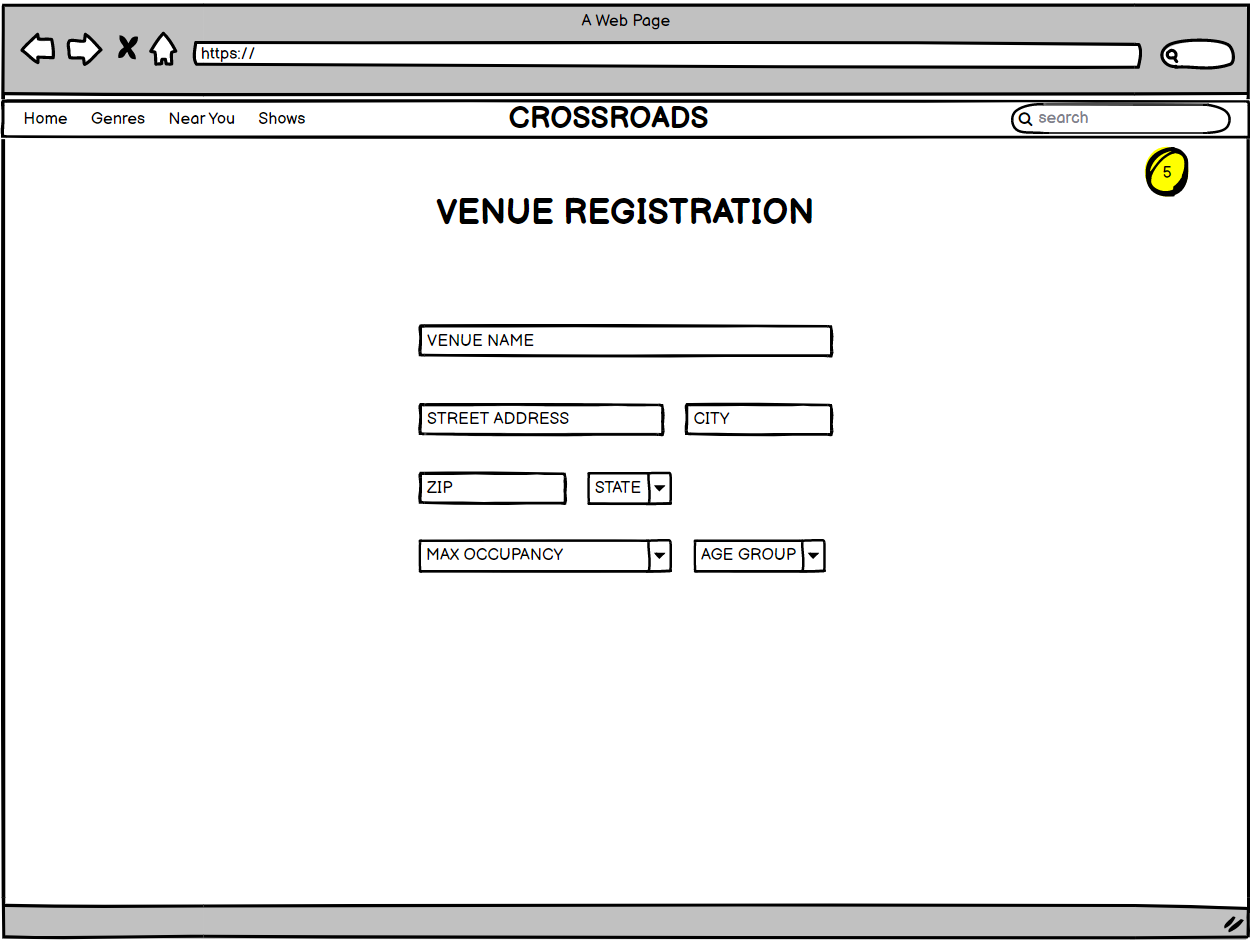 A Web Page
https://
Home Genres Near You Shows CROSSROADS search
5
VENUE REGISTRATION
VENUE NAME
STREET ADDRESS CITY
ZIP STATE
MAX OCCUPANCY AGE GROUP